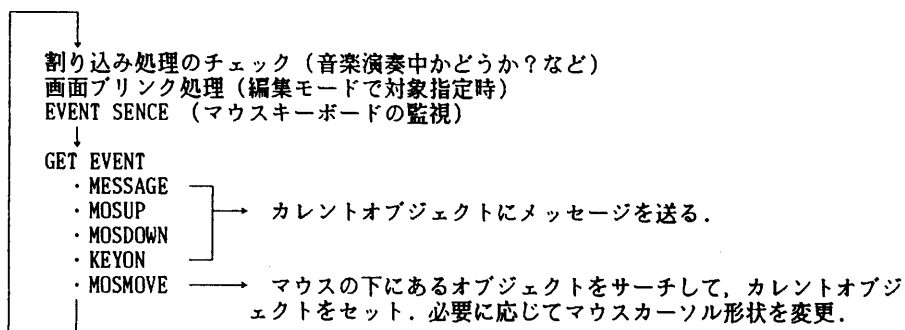 割り込み処理のチェック（音楽演奏中かどうか？など）
画面ブリンク処理（編集モードで対象指定時）
EVENT SENCE （マウスキーボードの監視）
GET EVENT
・MESSAGE
・MOSUP
カレントオブジェクトにメッセージを送る．
・MOSDOWN
・KEYON
・MOSMOVE
マウスの下にあるオブジェクトをサーチして，カレントオブジ
ェクトをセット．必要に応じてマウスカーソル形状を変更．